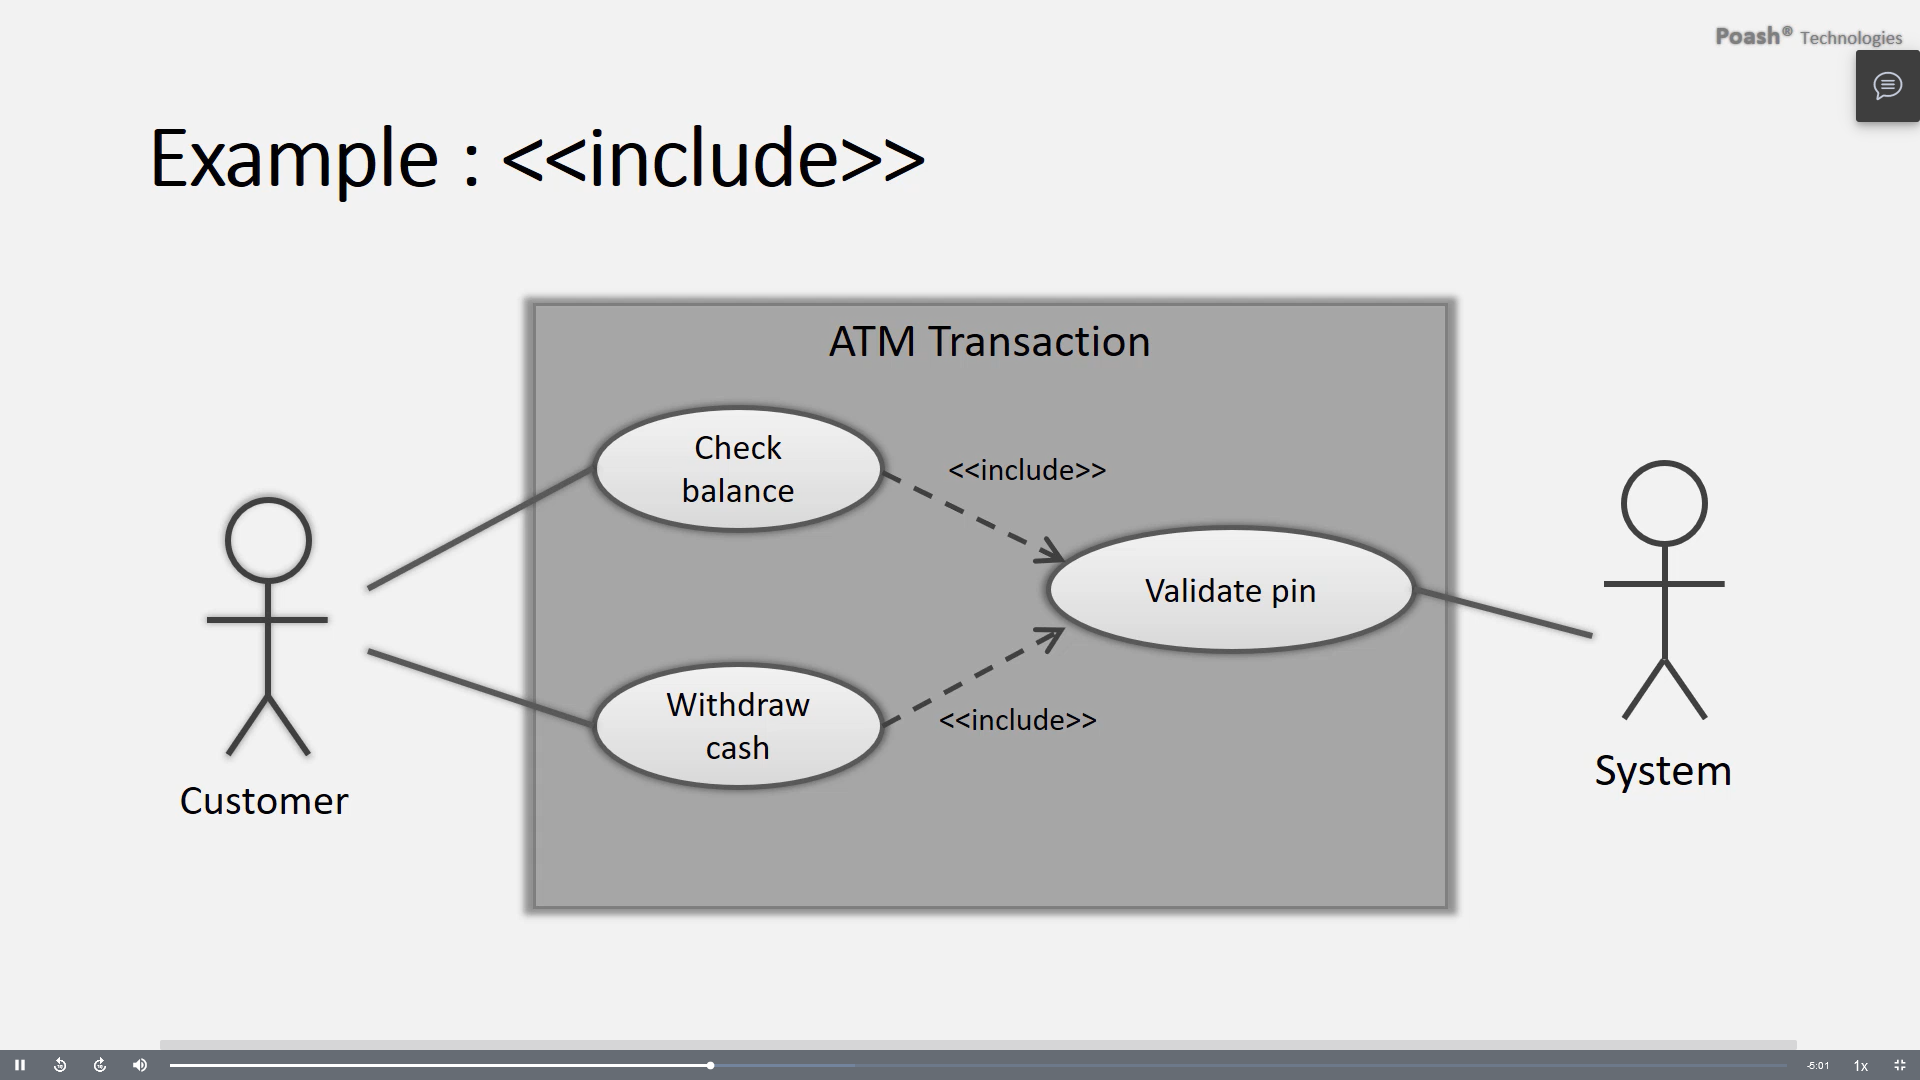 Poash® Technologies
Example : <<include>>
ATM Transaction
Check
balance
<<include>>
Validate pin
Withdraw
cash
<<include>>
Customer
System
-5:01
1x